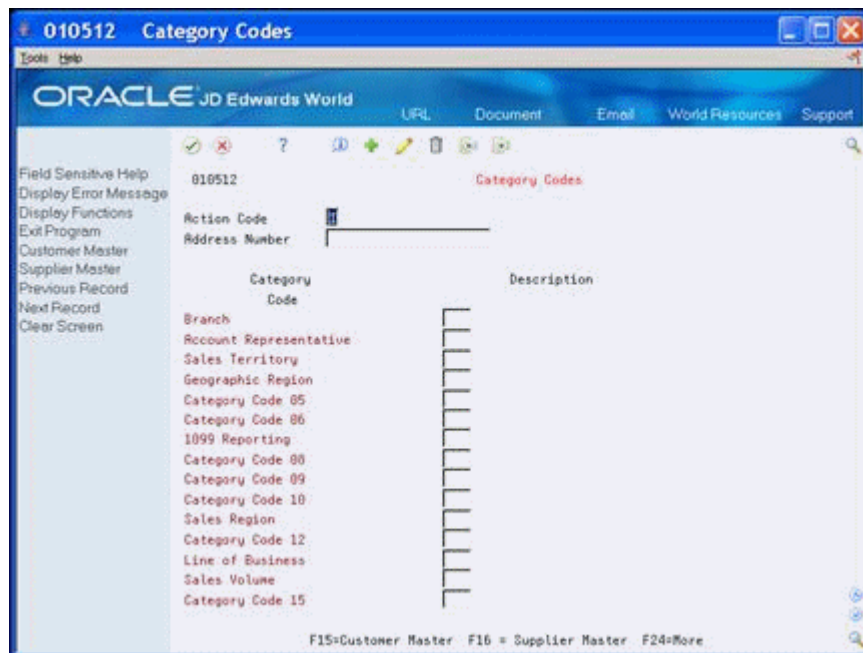 010512 Category Codes
Tools Help
ORACLE JD Edwards World
URL Document Email World Resources Support
?
Field Sensitive Help
Display Error Message
Display Functions
Exit Program
Customer Master
Supplier Master
Previous Record
Next Record
Clear Screen
010512 Category Codes
Action Code
Address Number
Category Description
Code
Branch
Account Representative
Sales Territory
Geographic Region
Category Code 05
Category Code 06
1099 Reporting
Category Code 08
Category Code 09
Category Code 10
Sales Region
Category Code 12
Line of Business
Sales Volume
Category Code 15
F15=Customer Master F16 = Supplier Master F24=More